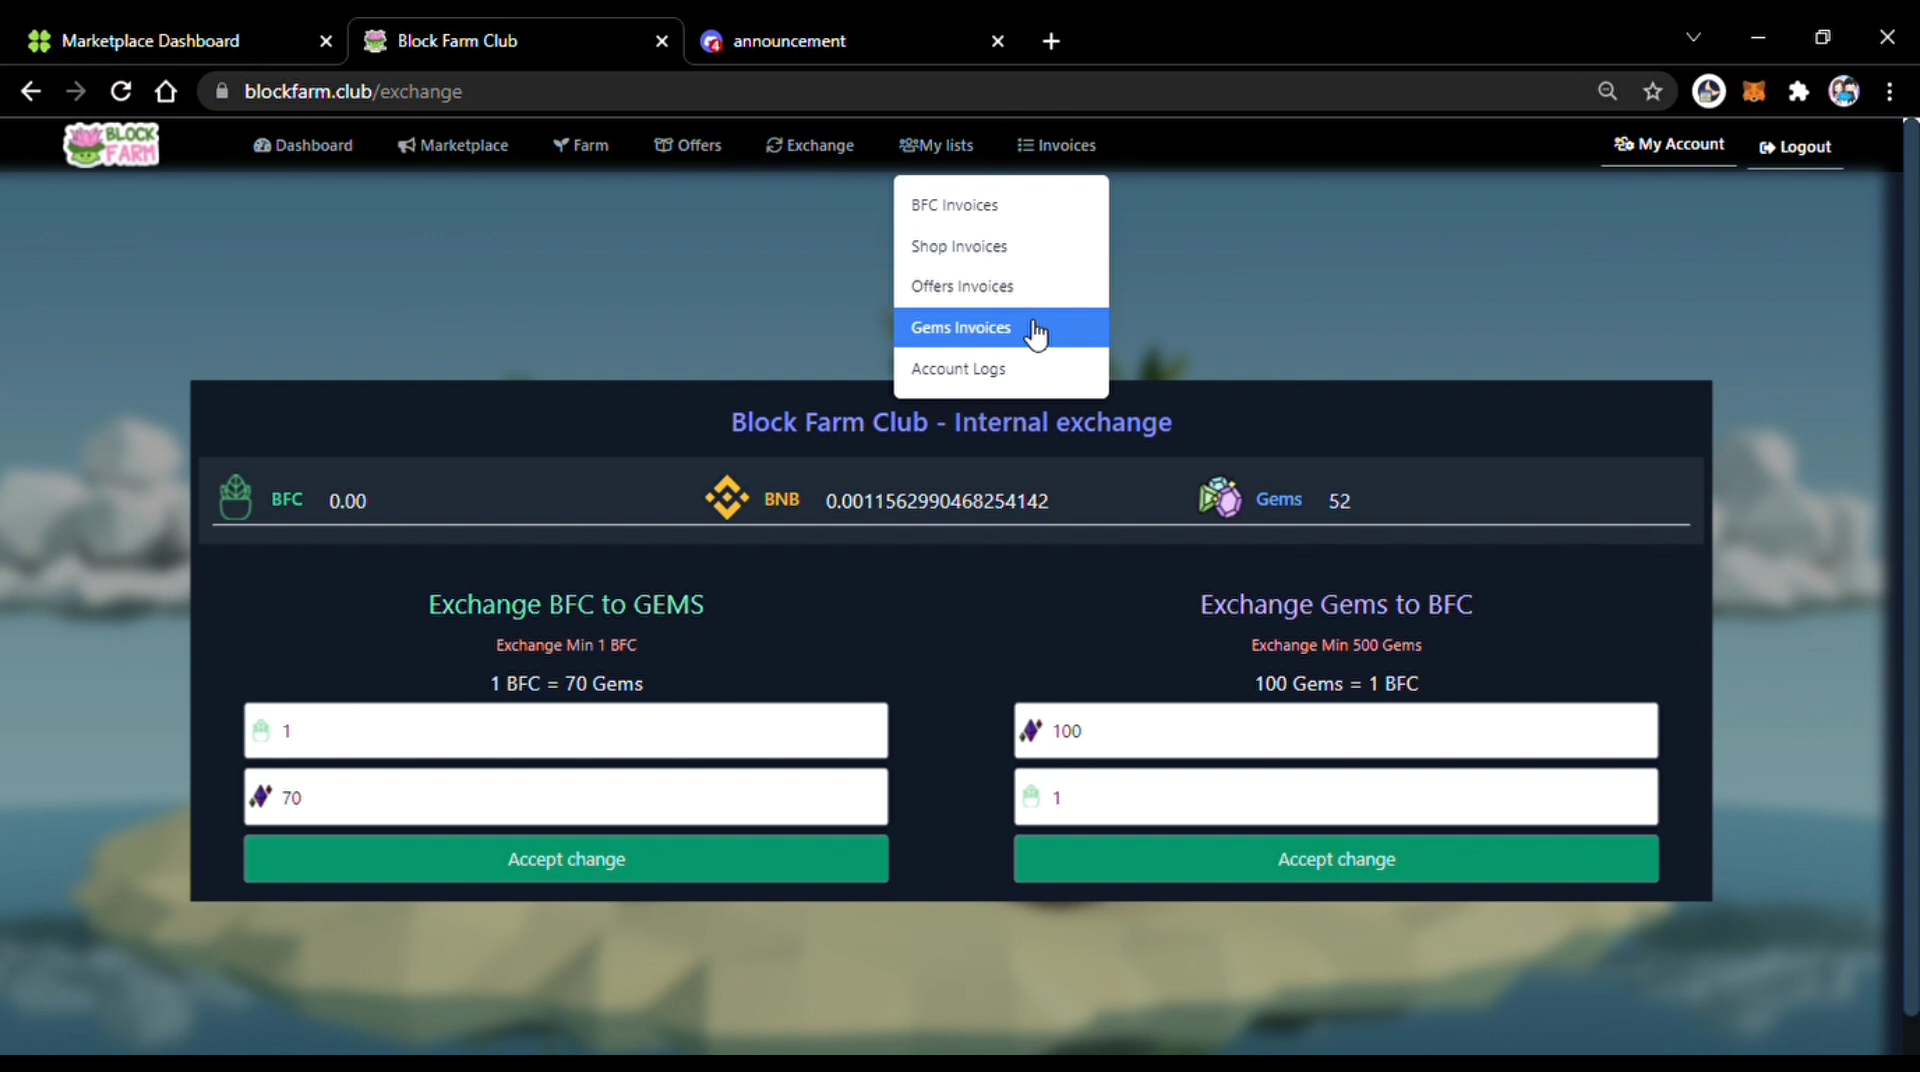 Marketplace Dashboard
Block Farm Club
4
announcement
blockfarm.club/exchange
BLOCK
FARM
Dashboard
Marketplace
Farm
Offers
Exchange
My lists
Invoices
My Account
Logout
BFC Invoices
Shop Invoices
Offers Invoices
Gems Invoices
Account Logs
Block Farm Club - Internal exchange
BFC 0.00
BNB 0.0011562990468254142
Gems 52
Exchange BFC to GEMS
Exchange Min 1 BFC
1 BFC = 70 Gems
1
70
Accept change
Exchange Gems to BFC
Exchange Min 500 Gems
100 Gems = 1 BFC
100
1
Accept change